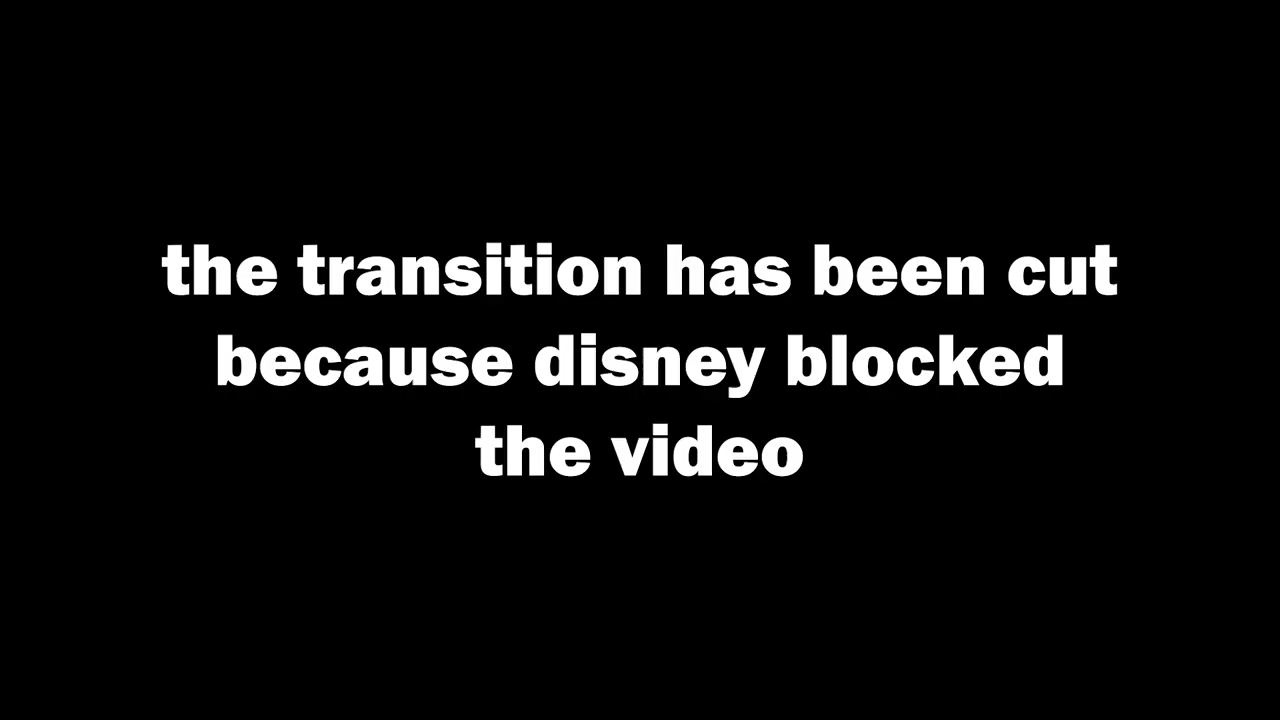 the transition has been cut
because disney blocked
the video